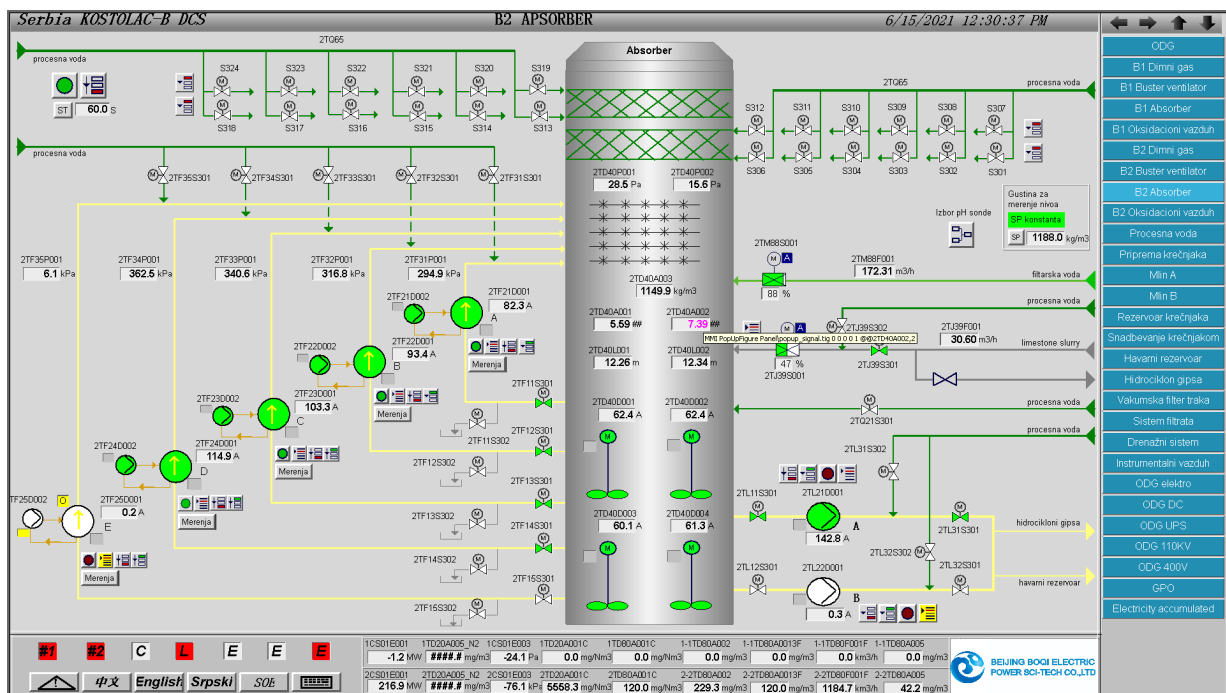 Serbia KOSTOLAC-B DCS
B2 APSORBER
6/15/2021 12:30:37 PM
2TQ65
procesna voda
ST 60.0 S
S324 S323 S322 S321 S320 S319
S318 S317 S316 S315 S314 S313
Absorber
2TQ65
procesna voda
S312 S311 S310 S309 S308 S307
S306 S305 S304 S303 S302 S301
procesna voda
2TF35S301 2TF34S301 2TF33S301 2TF32S301 2TF31S301
2TD40P001 2TD40P002
28.5 Pa 15.6 Pa
Izbor pH sonde
Gustina za
merenje nivoa
SP konstanta
SP 1188.0 kg/m3
2TF35P001 2TF34P001 2TF33P001 2TF32P001 2TF31P001
6.1 kPa 362.5 kPa 340.6 kPa 316.8 kPa 294.9 kPa
2TM88S001
A
88 %
2TM88F001
172.31 m3/h
filtarska voda
2TD40A003
1149.9 kg/m3
procesna voda
2TF21D002 2TF21D001
82.3 A
A
Merenja
2TD40A001 2TD40A002
5.59 ## 7.39 ##
MMI PopUpFigure Panel\popup_signal.tig 0 0 0 0 1 @@2TD40A002,2
A
47 %
2TJ39S001
2TJ39S302
2TJ39S301
2TJ39F001
30.60 m3/h
limestone slurry
2TF22D002 2TF22D001
93.4 A
B
Merenja
2TD40L001 2TD40L002
12.26 m 12.34 m
2TF23D002 2TF23D001
103.3 A
C
Merenja
2TF11S301
2TF11S302
2TD40D001 2TD40D002
62.4 A 62.4 A
procesna voda
2TQ21S301
procesna voda
2TF24D002 2TF24D001
114.9 A
D
Merenja
2TF12S301
2TF12S302
2TL31S302
2TF25D002 2TF25D001
O
0.2 A
E
Merenja
2TF13S301
2TF13S302
2TL11S301 2TL21D001
A
142.8 A
2TL31S301
hidrocikloni gipsa
2TD40D003 2TD40D004
60.1 A 61.3 A
2TF14S301
2TF14S302
2TL32S302
2TL12S301 2TL22D001
B
0.3 A
2TL32S301
havarni rezervoar
2TF15S301
2TF15S302
ODG
B1 Dimni gas
B1 Buster ventilator
B1 Absorber
B1 Oksidacioni vazduh
B2 Dimni gas
B2 Buster ventilator
B2 Absorber
B2 Oksidacioni vazduh
Procesna voda
Priprema krečnjaka
Mlin A
Mlin B
Rezervoar krečnjaka
Snadbevanje krečnjakom
Havarni rezervoar
Hidrociklon gipsa
Vakumska filter traka
Sistem filtrata
Drenažni sistem
Instrumentalni vazduh
ODG elektro
ODG DC
ODG UPS
ODG 110KV
ODG 400V
GPO
Electricity accumulated
#1 #2 C L E E E
中文 English Srpski SOE
1CS01E001 1TD20A005_N2 1CS01E003 1TD20A001C 1TD80A001C 1-1TD80A002 1-1TD80A0013F 1-1TD80F001F 1-1TD80A005
-1.2 MW ####.# mg/m3 -24.1 Pa 0.0 mg/Nm3 0.0 mg/Nm3 0.0 mg/m3 0.0 mg/m3 0.0 km3/h 0.0 mg/m3
2CS01E001 2TD20A005_N2 2CS01E003 2TD20A001C 2TD80A001C 2-2TD80A002 2-2TD80A0013F 2-2TD80F001F 2-2TD80A005
216.9 MW ####.# mg/m3 -76.1 kPa 5558.3 mg/Nm3 120.0 mg/Nm3 229.3 mg/m3 120.0 mg/m3 1184.7 km3/h 42.2 mg/m3
BEIJING BOQI ELECTRIC
POWER SCI-TECH CO.,LTD